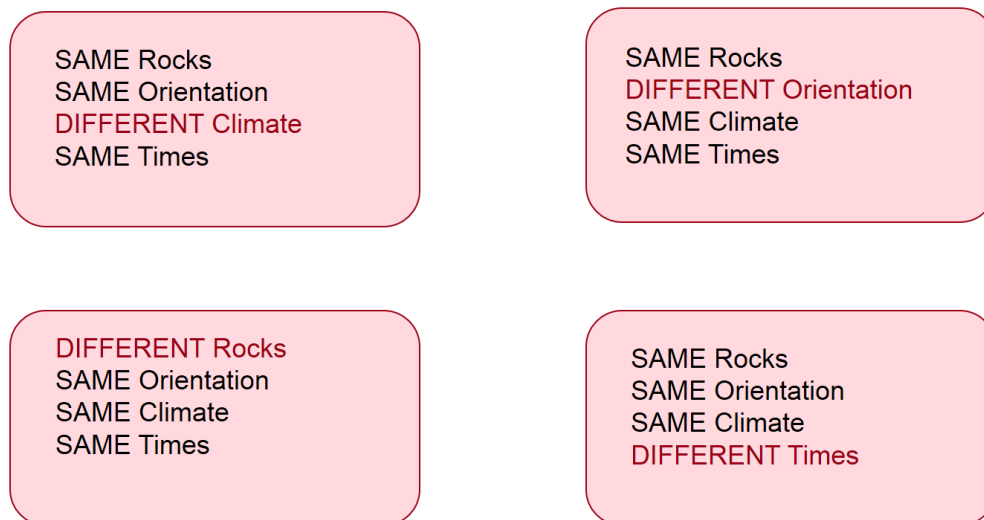 SAME Rocks
SAME Orientation
DIFFERENT Climate
SAME Times
SAME Rocks
DIFFERENT Orientation
SAME Climate
SAME Times
DIFFERENT Rocks
SAME Orientation
SAME Climate
SAME Times
SAME Rocks
SAME Orientation
SAME Climate
DIFFERENT Times